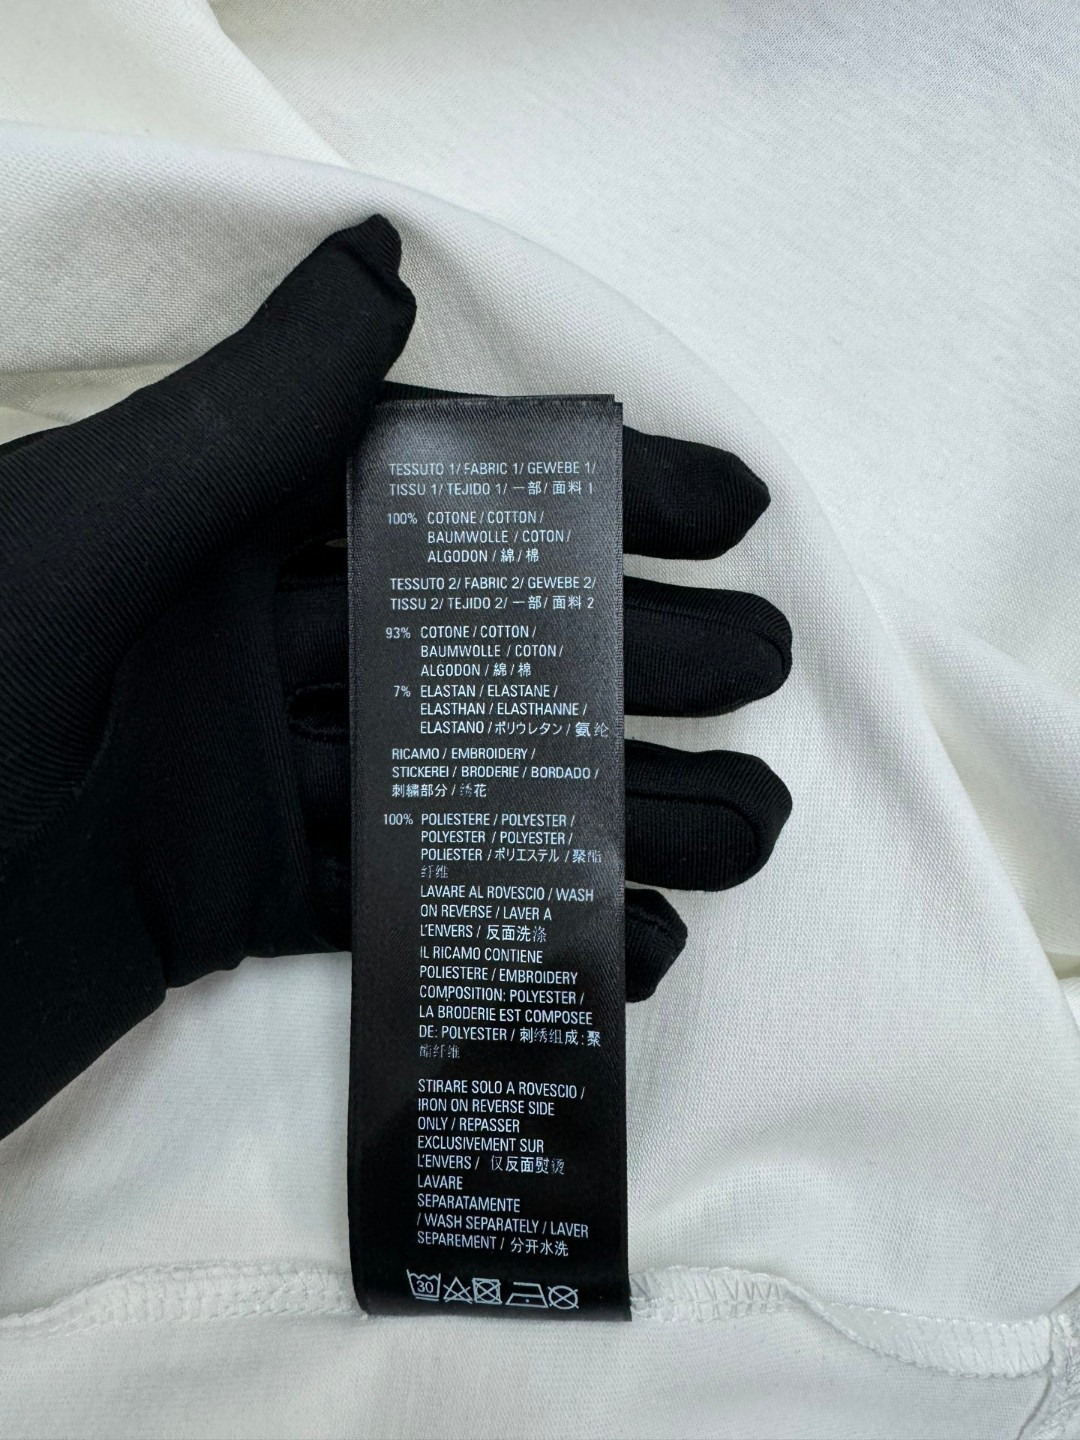 TESSUTO 1/ FABRIC 1/ GEWEBE 1/
TISSU 1/ TEJIDO 1/ 一部/ 面料 1
100% COTONE / COTTON /
BAUMWOLLE / COTON /
ALGODON / 綿 / 棉
TESSUTO 2/ FABRIC 2/ GEWEBE 2/
TISSU 2/ TEJIDO 2/ 一部/ 面料 2
93% COTONE / COTTON /
BAUMWOLLE / COTON /
ALGODON / 綿 / 棉
7% ELASTAN / ELASTANE /
ELASTHAN / ELASTHANNE /
ELASTANO / ポリウレタン / 氨纶
RICAMO / EMBROIDERY /
STICKEREI / BRODERIE / BORDADO /
刺繍部分 / 绣花
100% POLIESTERE / POLYESTER /
POLYESTER / POLYESTER /
POLIESTER / ポリエステル / 聚酯
纤维
LAVARE AL ROVESCIO / WASH
ON REVERSE / LAVER A
L'ENVERS / 反面洗涤
IL RICAMO CONTIENE
POLIESTERE / EMBROIDERY
COMPOSITION: POLYESTER /
LA BRODERIE EST COMPOSEE
DE: POLYESTER / 刺绣组成: 聚
酯纤维
STIRARE SOLO A ROVESCIO /
IRON ON REVERSE SIDE
ONLY / REPASSER
EXCLUSIVEMENT SUR
L'ENVERS / 仅反面熨烫
LAVARE
SEPARATAMENTE
/ WASH SEPARATELY / LAVER
SEPAREMENT / 分开水洗
30